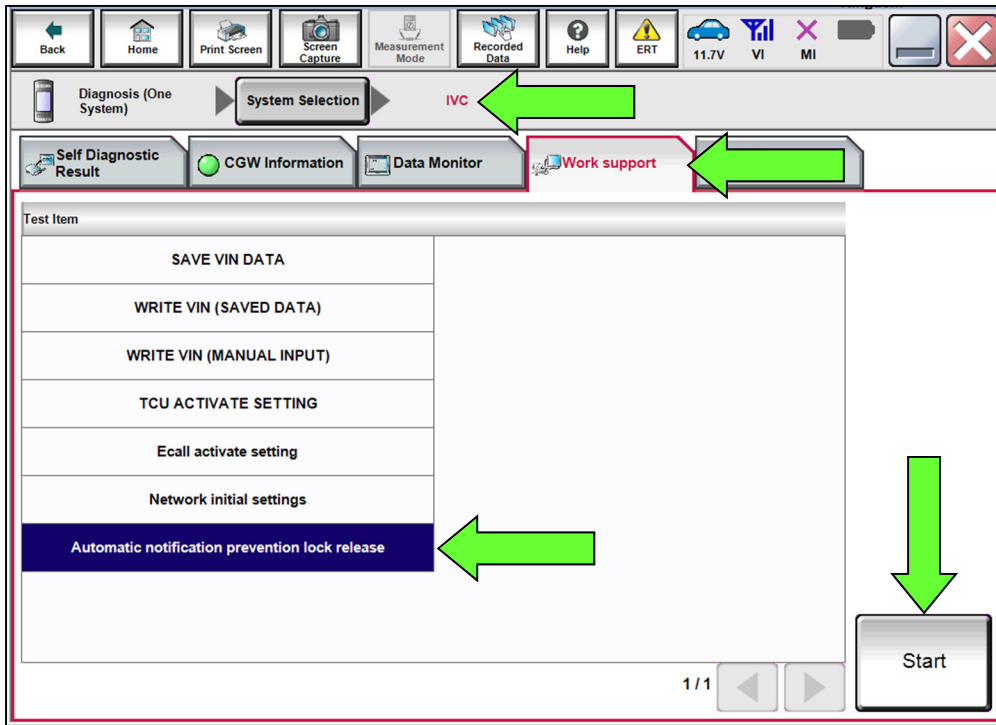 Back
Home
Print Screen
Screen
Capture
Measurement
Mode
Recorded
Data
Help
ERT
11.7V
VI
MI
Diagnosis (One
System)
System Selection
IVC
Self Diagnostic
Result
CGW Information
Data Monitor
Work support
Test Item
SAVE VIN DATA
WRITE VIN (SAVED DATA)
WRITE VIN (MANUAL INPUT)
TCU ACTIVATE SETTING
Ecall activate setting
Network initial settings
Automatic notification prevention lock release
1/1
Start